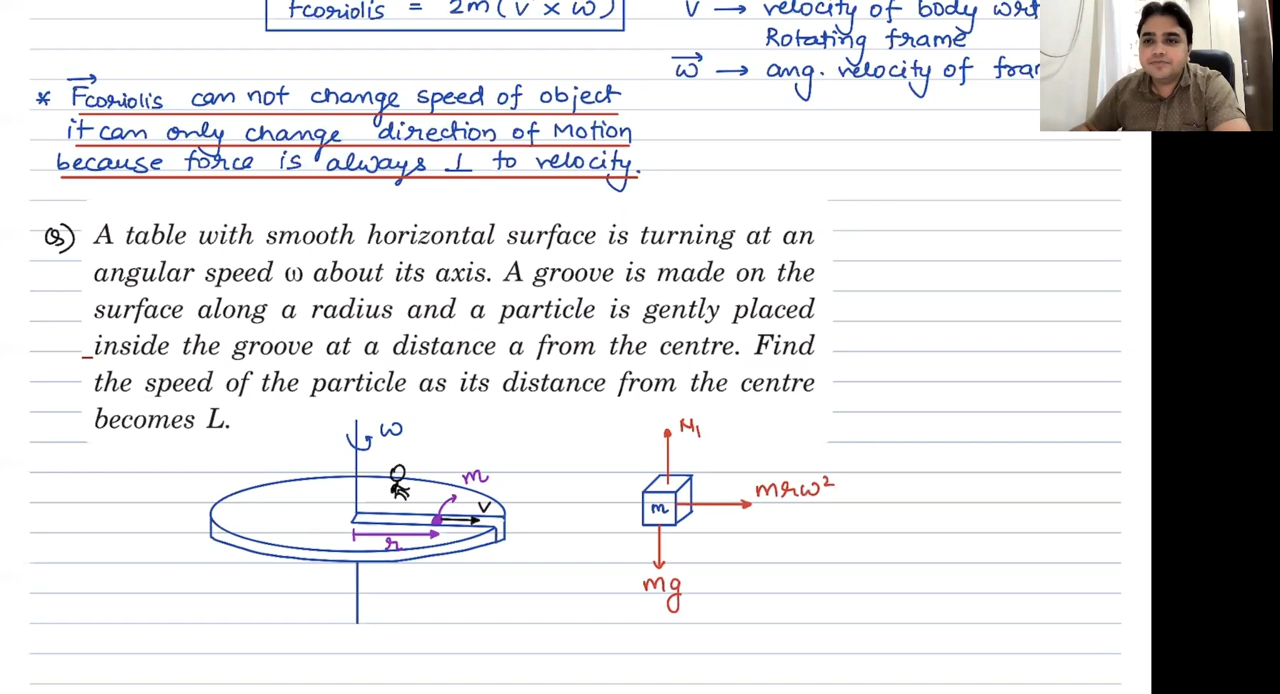 Fcoriolis = 2m ( v × ω )
v → velocity of body wrt
Rotating frame
ω → ang. velocity of fra
* Fcoriolis can not change speed of object
it can only change direction of Motion
because force is always ⊥ to velocity.
Q) A table with smooth horizontal surface is turning at an
angular speed ω about its axis. A groove is made on the
surface along a radius and a particle is gently placed
inside the groove at a distance a from the centre. Find
the speed of the particle as its distance from the centre
becomes L.
ω
m
v
r
N1
m
mrω²
mg